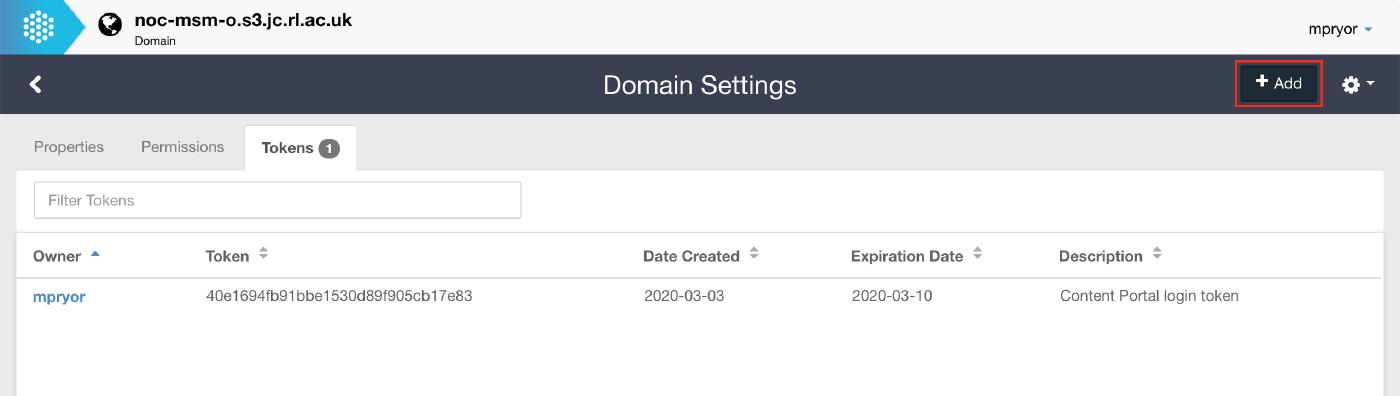 noc-msm-o.s3.jc.rl.ac.uk
Domain
mpryor
Domain Settings
+ Add
Properties Permissions Tokens 1
Filter Tokens
Owner Token Date Created Expiration Date Description
mpryor 40e1694fb91bbe1530d89f905cb17e83 2020-03-03 2020-03-10 Content Portal login token